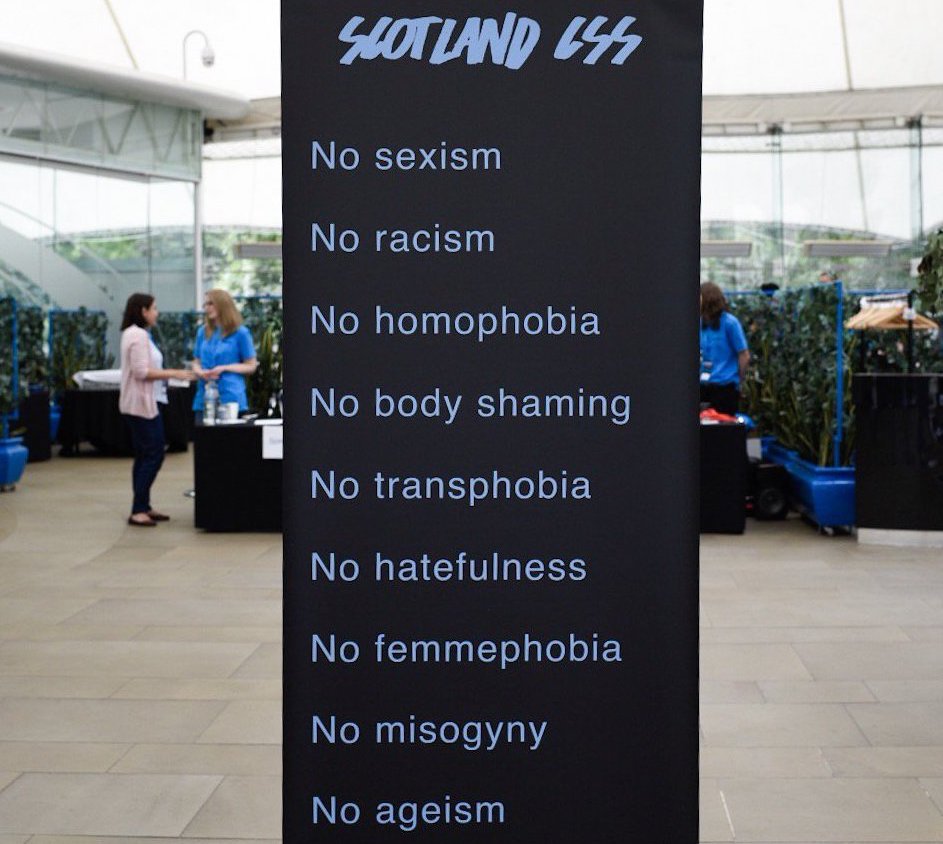 SCOTLAND CSS
No sexism
No racism
No homophobia
No body shaming
No transphobia
No hatefulness
No femmephobia
No misogyny
No ageism